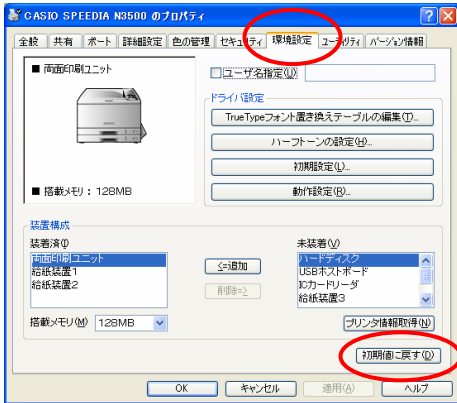 CASIO SPEEDIA N3500 のプロパティ
全般 共有 ポート 詳細設定 色の管理 セキュリティ 環境設定 ユーティリティ バージョン情報
■ 両面印刷ユニット
ユーザ名指定(U)
ドライバ設定
TrueTypeフォント置き換えテーブルの編集(T)...
ハーフトーンの設定(H)...
初期設定(L)...
■ 搭載メモリ : 128MB
動作設定(R)...
装置構成
装着済(I)
未装着(V)
両面印刷ユニット
給紙装置1
給紙装置2
<=追加
削除=>
ハードディスク
USBホストボード
ICカードリーダ
給紙装置3
搭載メモリ(M) 128MB
プリンタ情報取得(N)
初期値に戻す(D)
OK キャンセル 適用(A) ヘルプ